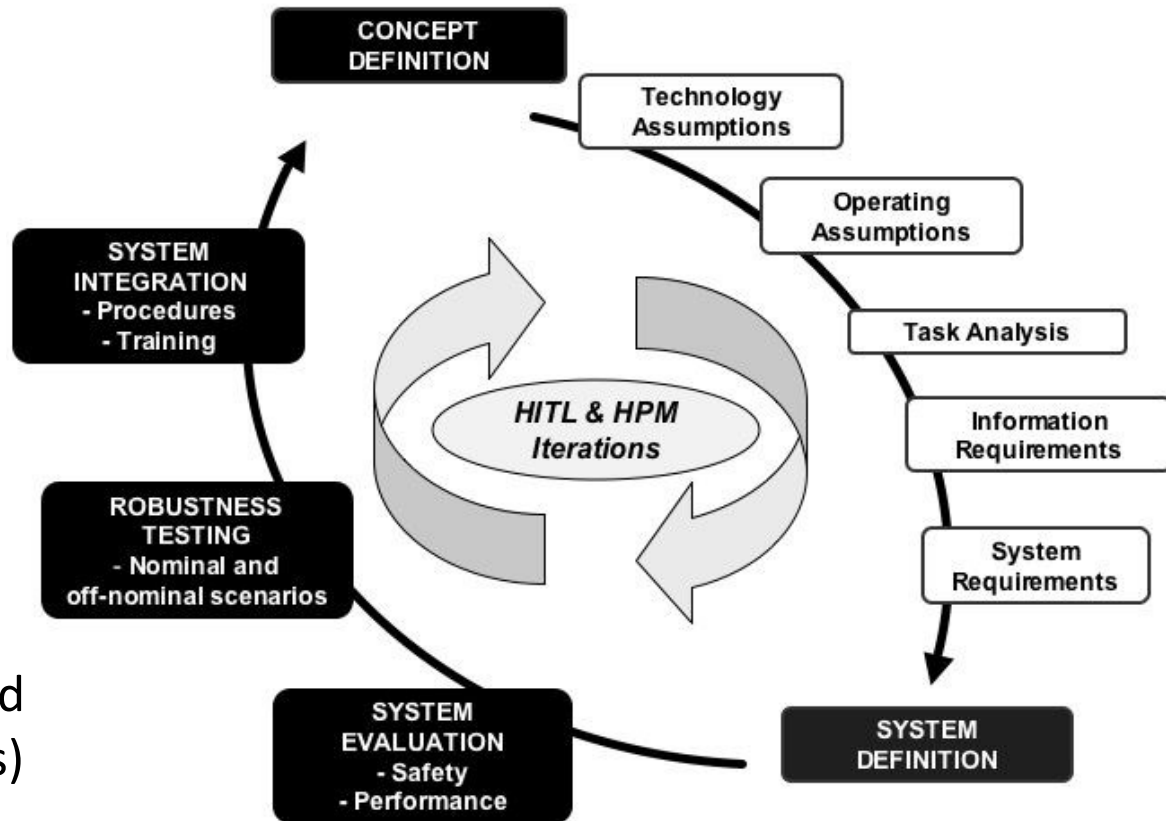 CONCEPT
DEFINITION
Technology
Assumptions
Operating
Assumptions
Task Analysis
Information
Requirements
System
Requirements
SYSTEM
DEFINITION
SYSTEM
EVALUATION
- Safety
- Performance
ROBUSTNESS
TESTING
- Nominal and
off-nominal scenarios
SYSTEM
INTEGRATION
- Procedures
- Training
HITL & HPM
Iterations
d
s)